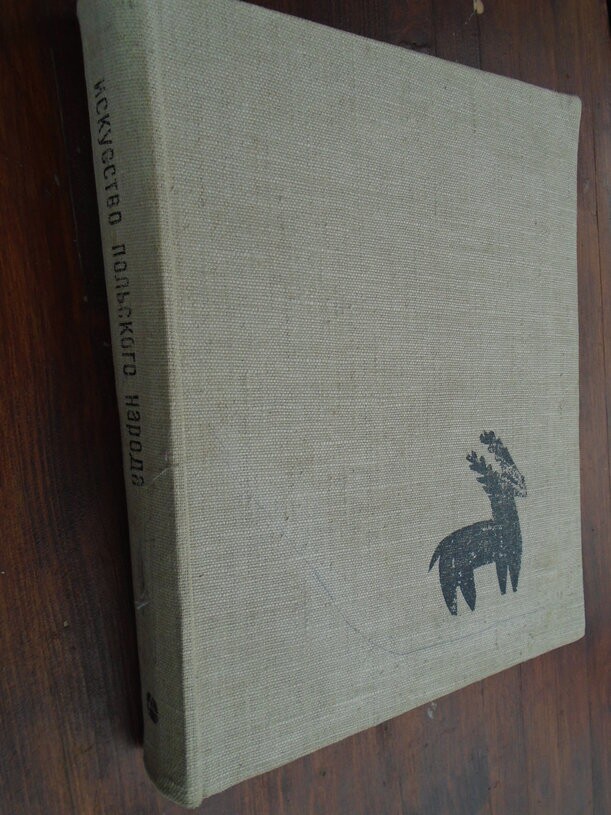 искусство польского народа